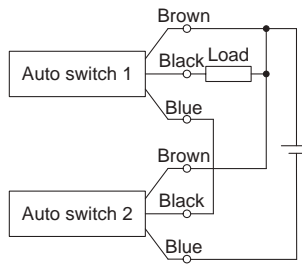 Brown
Black
Load
Auto switch 1
Blue
Brown
Black
Auto switch 2
Blue